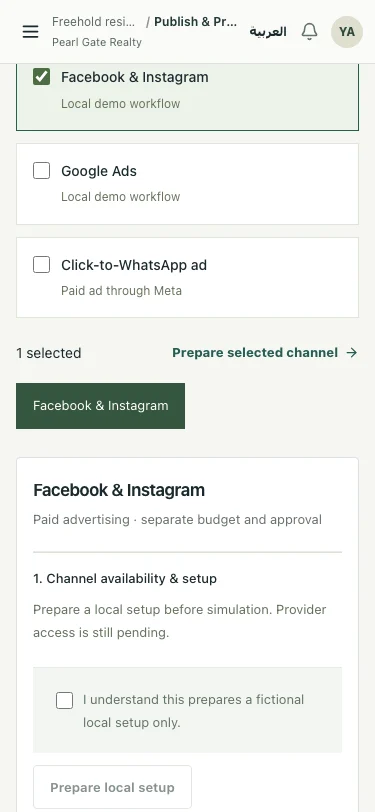 Freehold resi... / Publish & Pr...
Pearl Gate Realty
العربية
YA
Facebook & Instagram
Local demo workflow
Google Ads
Local demo workflow
Click-to-WhatsApp ad
Paid ad through Meta
1 selected
Prepare selected channel →
Facebook & Instagram
Facebook & Instagram
Paid advertising · separate budget and approval
1. Channel availability & setup
Prepare a local setup before simulation. Provider
access is still pending.
I understand this prepares a fictional
local setup only.
Prepare local setup